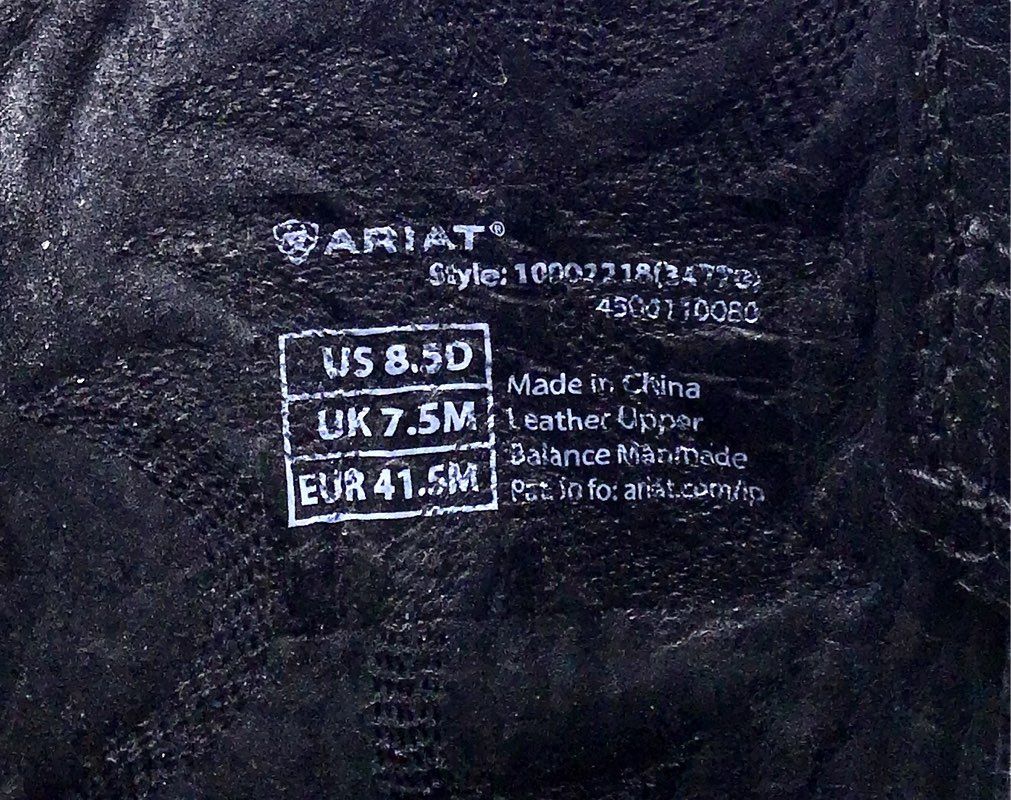 ARIAT®
Style: 10002218(34778)
4500110080
US 8.5D
UK 7.5M
EUR 41.5M
Made in China
Leather Upper
Balance Manmade
Pat. Info: ariat.com/ip